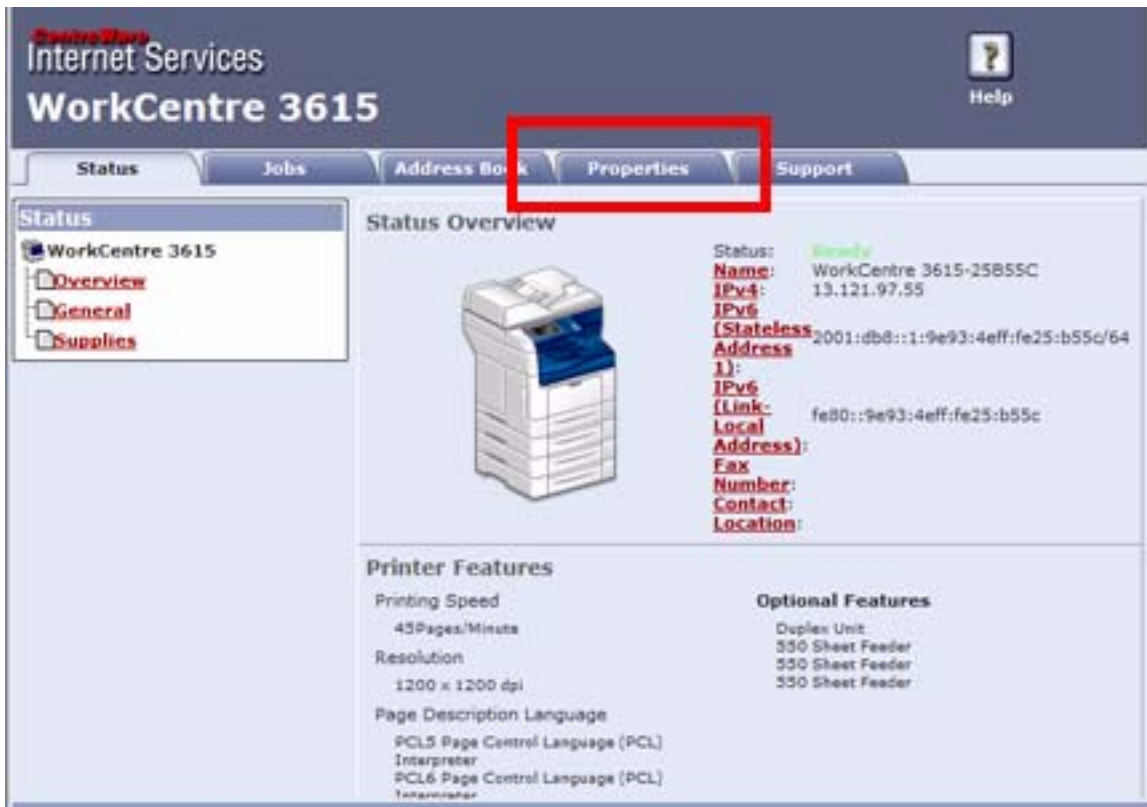 CentreWare
Internet Services
WorkCentre 3615
?
Help
Status
Jobs
Address Book
Properties
Support
Status
WorkCentre 3615
Overview
General
Supplies
Status Overview
Status: Ready
Name: WorkCentre 3615-25B55C
IPv4: 13.121.97.55
IPv6
(Stateless
Address
1): 2001:db8::1:9e93:4eff:fe25:b55c/64
IPv6
(Link-
Local
Address): fe80::9e93:4eff:fe25:b55c
Fax
Number:
Contact:
Location:
Printer Features
Printing Speed
45Pages/Minute
Resolution
1200 x 1200 dpi
Page Description Language
PCL5 Page Control Language (PCL)
Interpreter
PCL6 Page Control Language (PCL)
Interpreter
Optional Features
Duplex Unit
550 Sheet Feeder
550 Sheet Feeder
550 Sheet Feeder